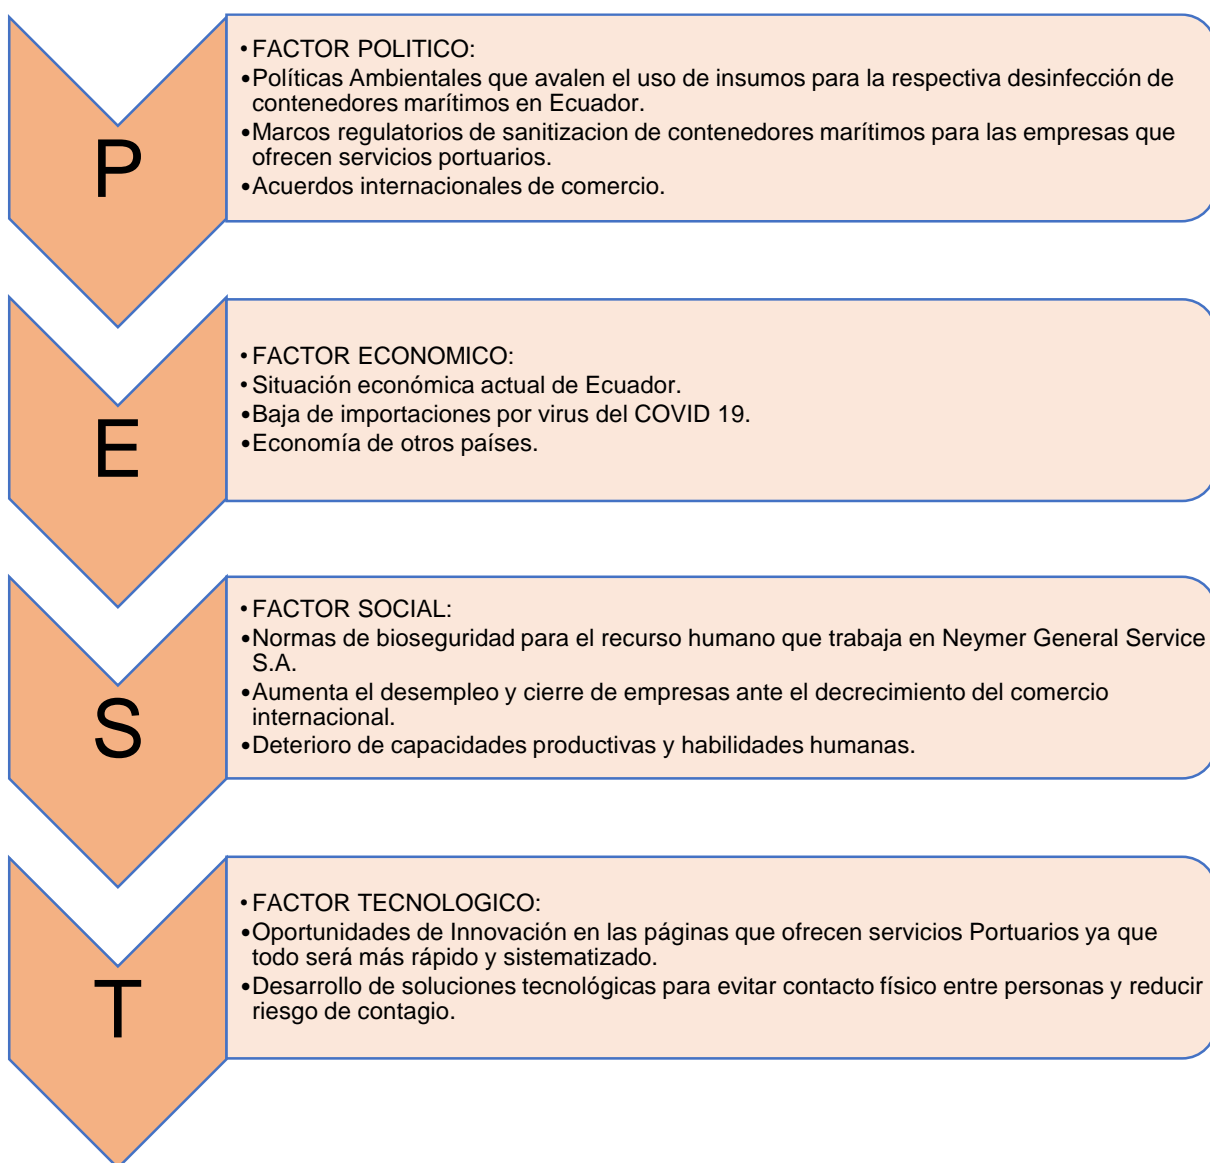 P
• FACTOR POLITICO:
• Políticas Ambientales que avalen el uso de insumos para la respectiva desinfección de
contenedores marítimos en Ecuador.
• Marcos regulatorios de sanitizacion de contenedores marítimos para las empresas que
ofrecen servicios portuarios.
• Acuerdos internacionales de comercio.
E
• FACTOR ECONOMICO:
• Situación económica actual de Ecuador.
• Baja de importaciones por virus del COVID 19.
• Economía de otros países.
S
• FACTOR SOCIAL:
• Normas de bioseguridad para el recurso humano que trabaja en Neymer General Service
S.A.
• Aumenta el desempleo y cierre de empresas ante el decrecimiento del comercio
internacional.
• Deterioro de capacidades productivas y habilidades humanas.
T
• FACTOR TECNOLOGICO:
• Oportunidades de Innovación en las páginas que ofrecen servicios Portuarios ya que
todo será más rápido y sistematizado.
• Desarrollo de soluciones tecnológicas para evitar contacto físico entre personas y reducir
riesgo de contagio.